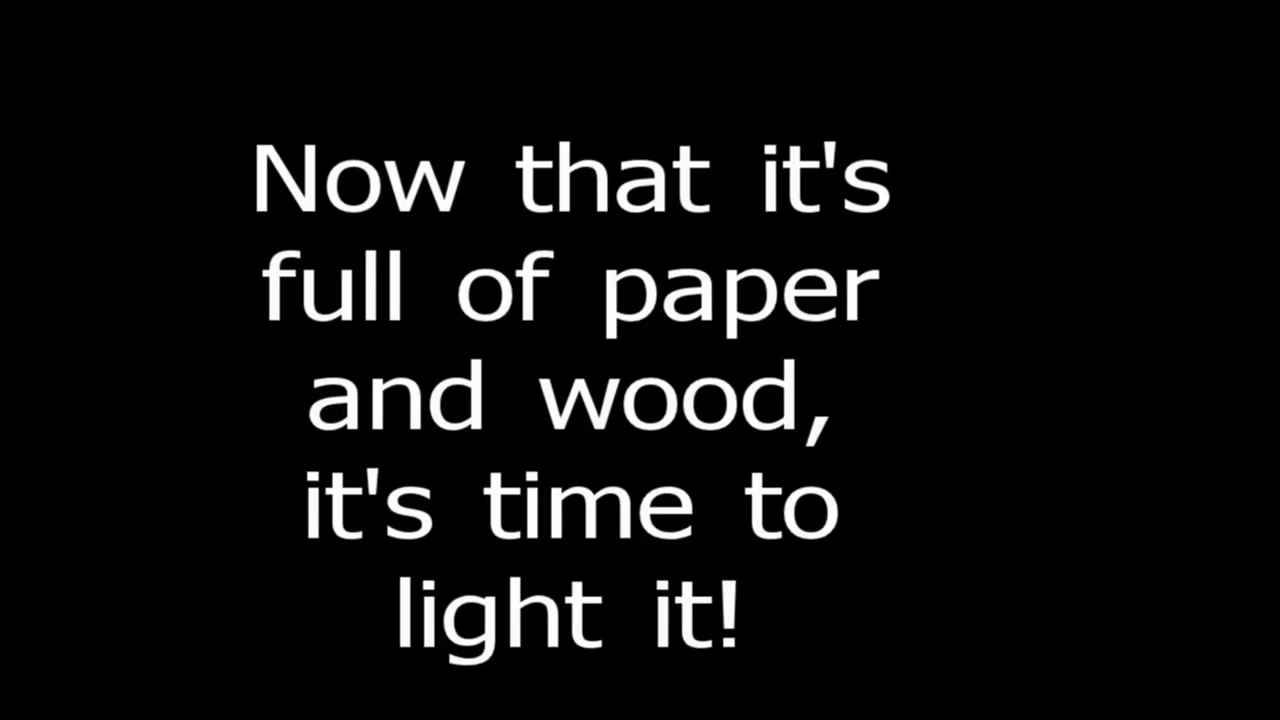 Now that it's
full of paper
and wood,
it's time to
light it!